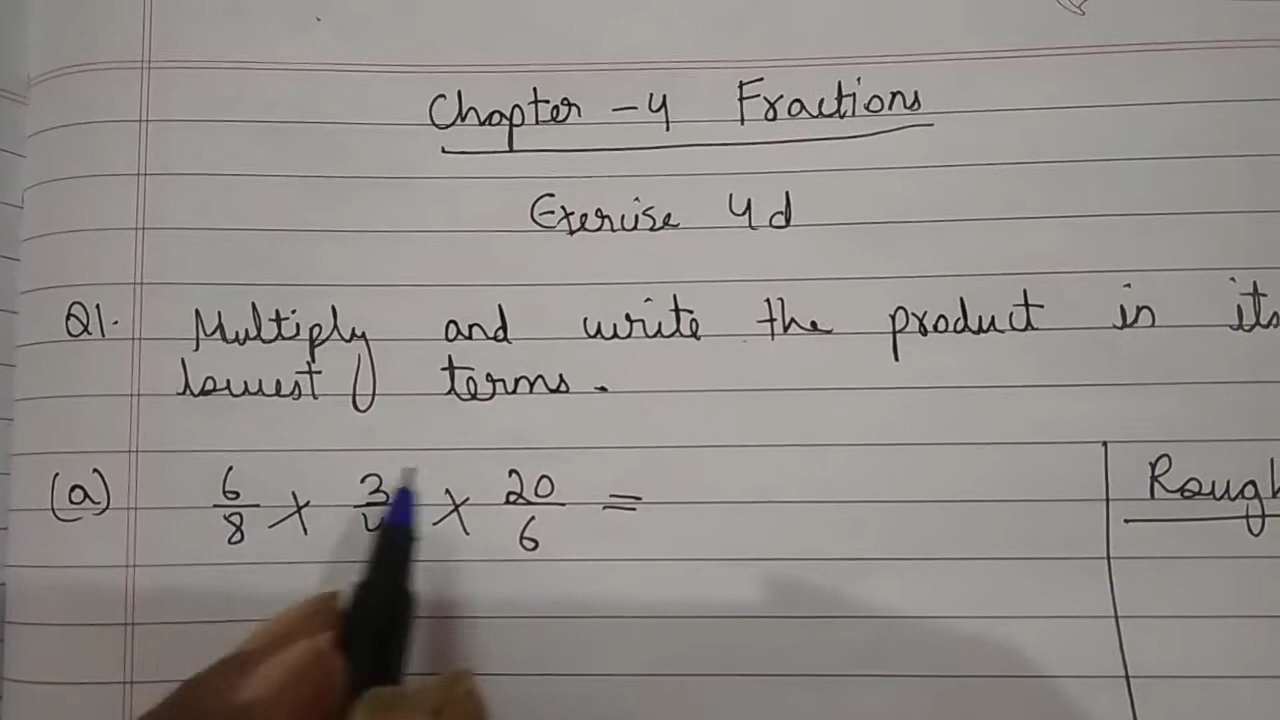 Chapter - 4 Fractions
Exercise 4d
Q1. Multiply and write the product in its
lowest terms.
(a) 6/8 × 3/4 × 20/6 =
Rough